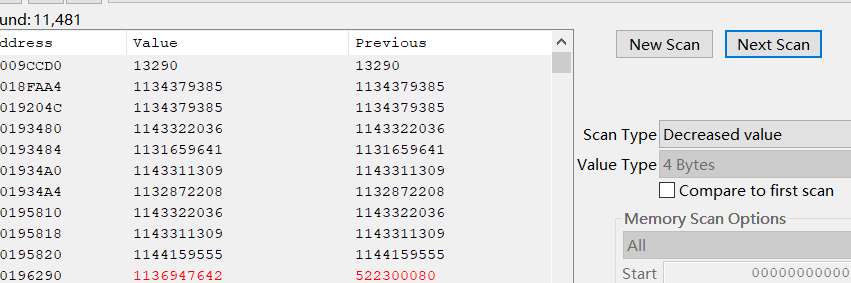 und: 11,481
ddress Value Previous
009CCD0 13290 13290
018FAA4 1134379385 1134379385
019204C 1134379385 1134379385
0193480 1143322036 1143322036
0193484 1131659641 1131659641
01934A0 1143311309 1143311309
01934A4 1132872208 1132872208
0195810 1143322036 1143322036
0195818 1143311309 1143311309
0195820 1144159555 1144159555
0196290 1136947642 522300080
New Scan Next Scan
Scan Type Decreased value
Value Type 4 Bytes
Compare to first scan
Memory Scan Options
All
Start 00000000000